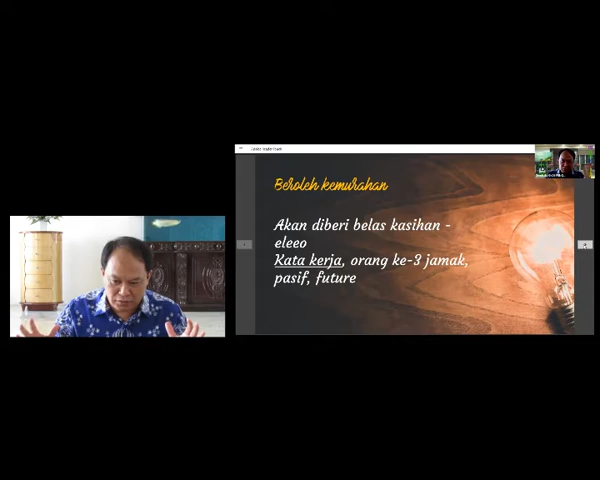 Beroleh kemurahan
Akan diberi belas kasihan -
eleeo
Kata kerja, orang ke-3 jamak,
pasif, future